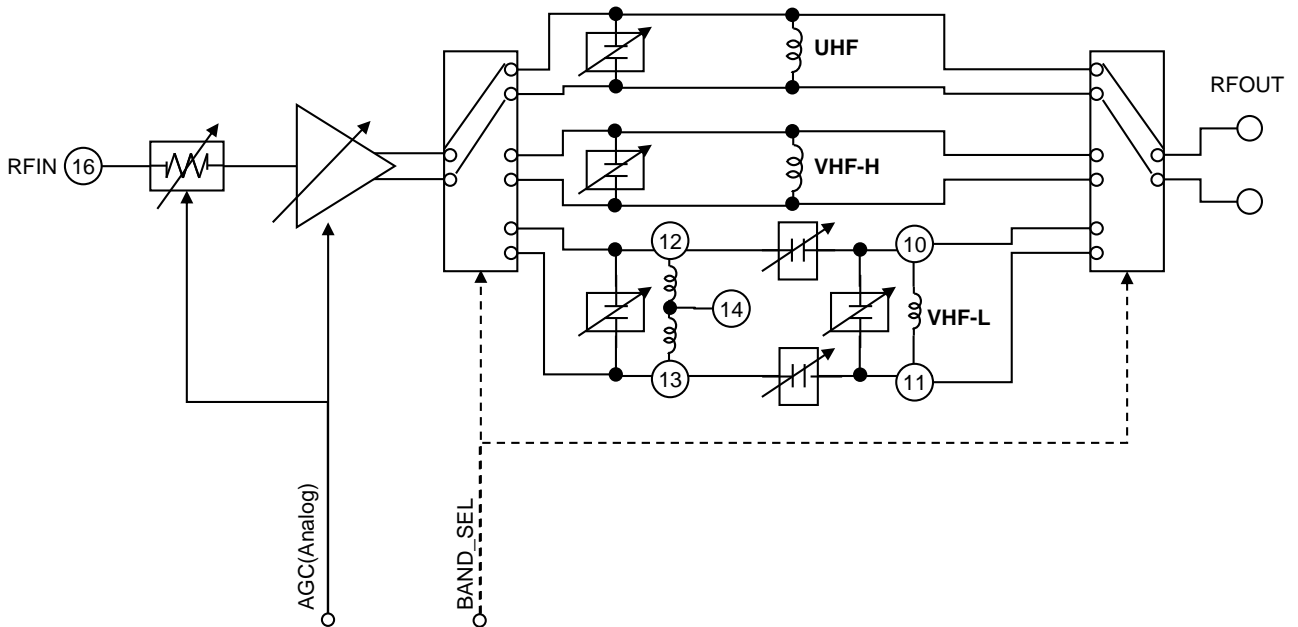 UHF
RFOUT
RFIN 16
VHF-H
12
10
14
VHF-L
13
11
AGC(Analog)
BAND_SEL